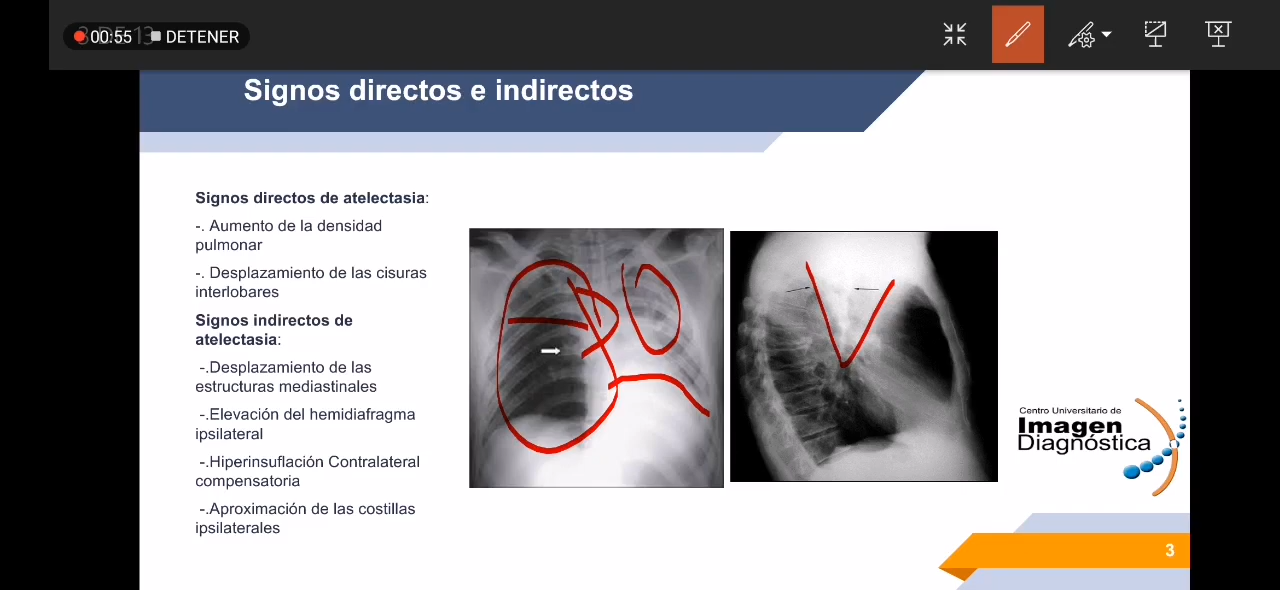 00:55 DETENER
Signos directos e indirectos
Signos directos de atelectasia:
-. Aumento de la densidad
pulmonar
-. Desplazamiento de las cisuras
interlobares
Signos indirectos de
atelectasia:
-.Desplazamiento de las
estructuras mediastinales
-.Elevación del hemidiafragma
ipsilateral
-.Hiperinsuflación Contralateral
compensatoria
-.Aproximación de las costillas
ipsilaterales
Centro Universitario de
Imagen
Diagnóstica
3